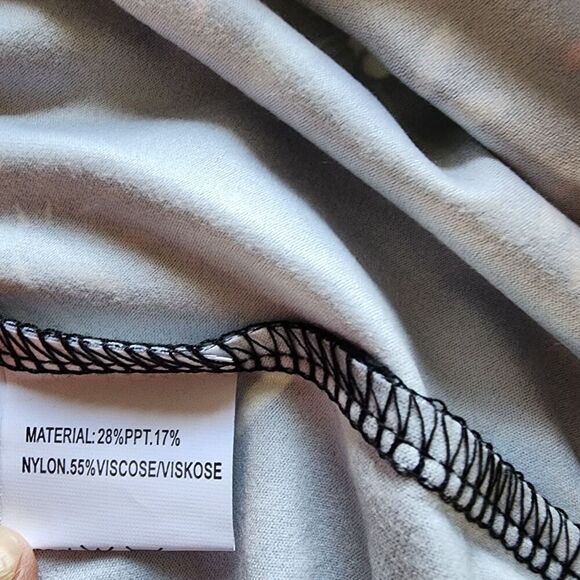 MATERIAL:28%PPT.17%
NYLON.55%VISCOSE/VISKOSE